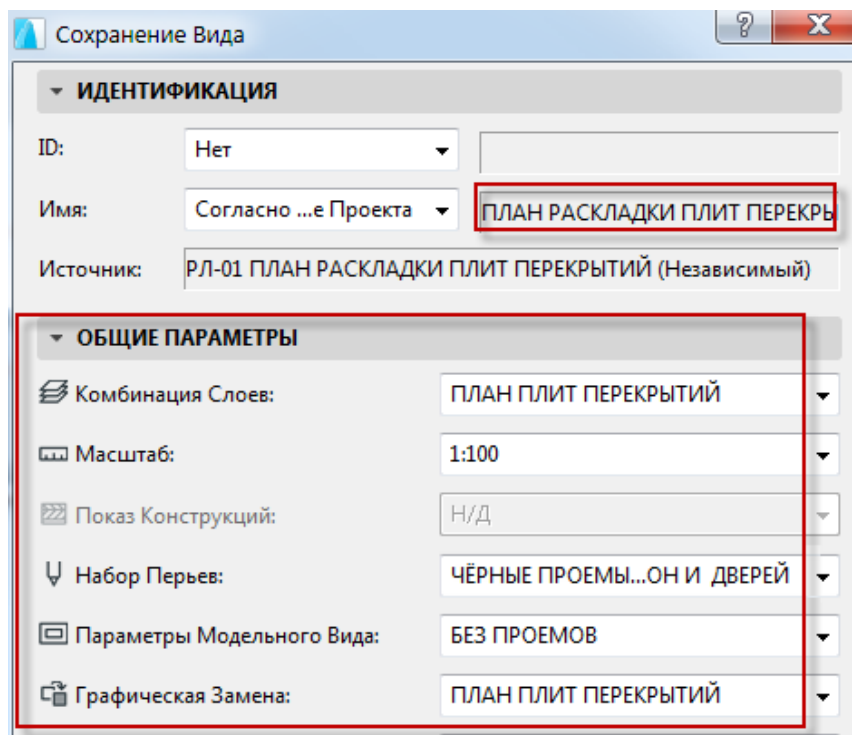 Сохранение Вида
ИДЕНТИФИКАЦИЯ
ID: Нет
Имя: Согласно ...е Проекта ПЛАН РАСКЛАДКИ ПЛИТ ПЕРЕКРЫ
Источник: РЛ-01 ПЛАН РАСКЛАДКИ ПЛИТ ПЕРЕКРЫТИЙ (Независимый)
ОБЩИЕ ПАРАМЕТРЫ
Комбинация Слоев: ПЛАН ПЛИТ ПЕРЕКРЫТИЙ
Масштаб: 1:100
Показ Конструкций: Н/Д
Набор Перьев: ЧЁРНЫЕ ПРОЕМЫ...ОН И ДВЕРЕЙ
Параметры Модельного Вида: БЕЗ ПРОЕМОВ
Графическая Замена: ПЛАН ПЛИТ ПЕРЕКРЫТИЙ